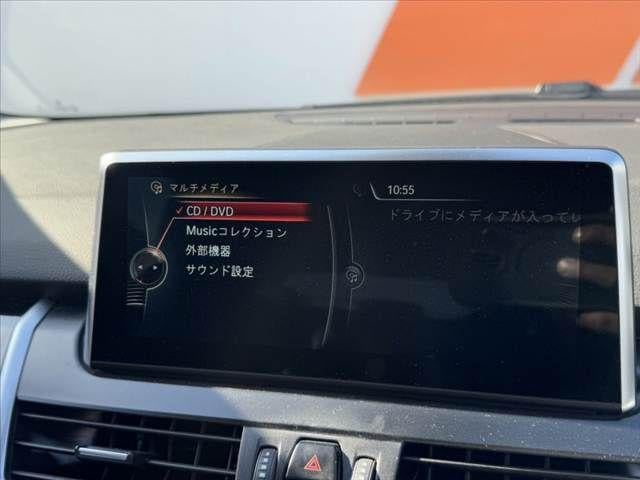 マルチメディア
10:55
✓ CD / DVD
ドライブにメディアが入ってい
Musicコレクション
外部機器
サウンド設定